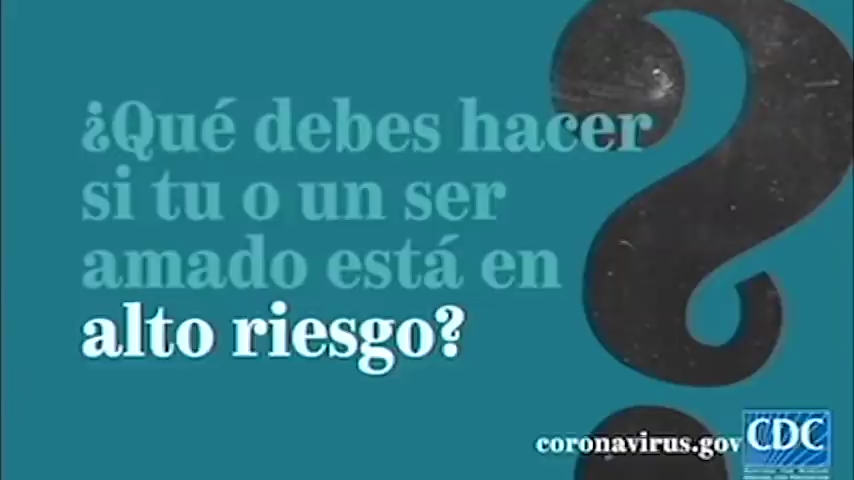 ¿Qué debes hacer
si tu o un ser
amado está en
alto riesgo?
coronavirus.gov
CDC